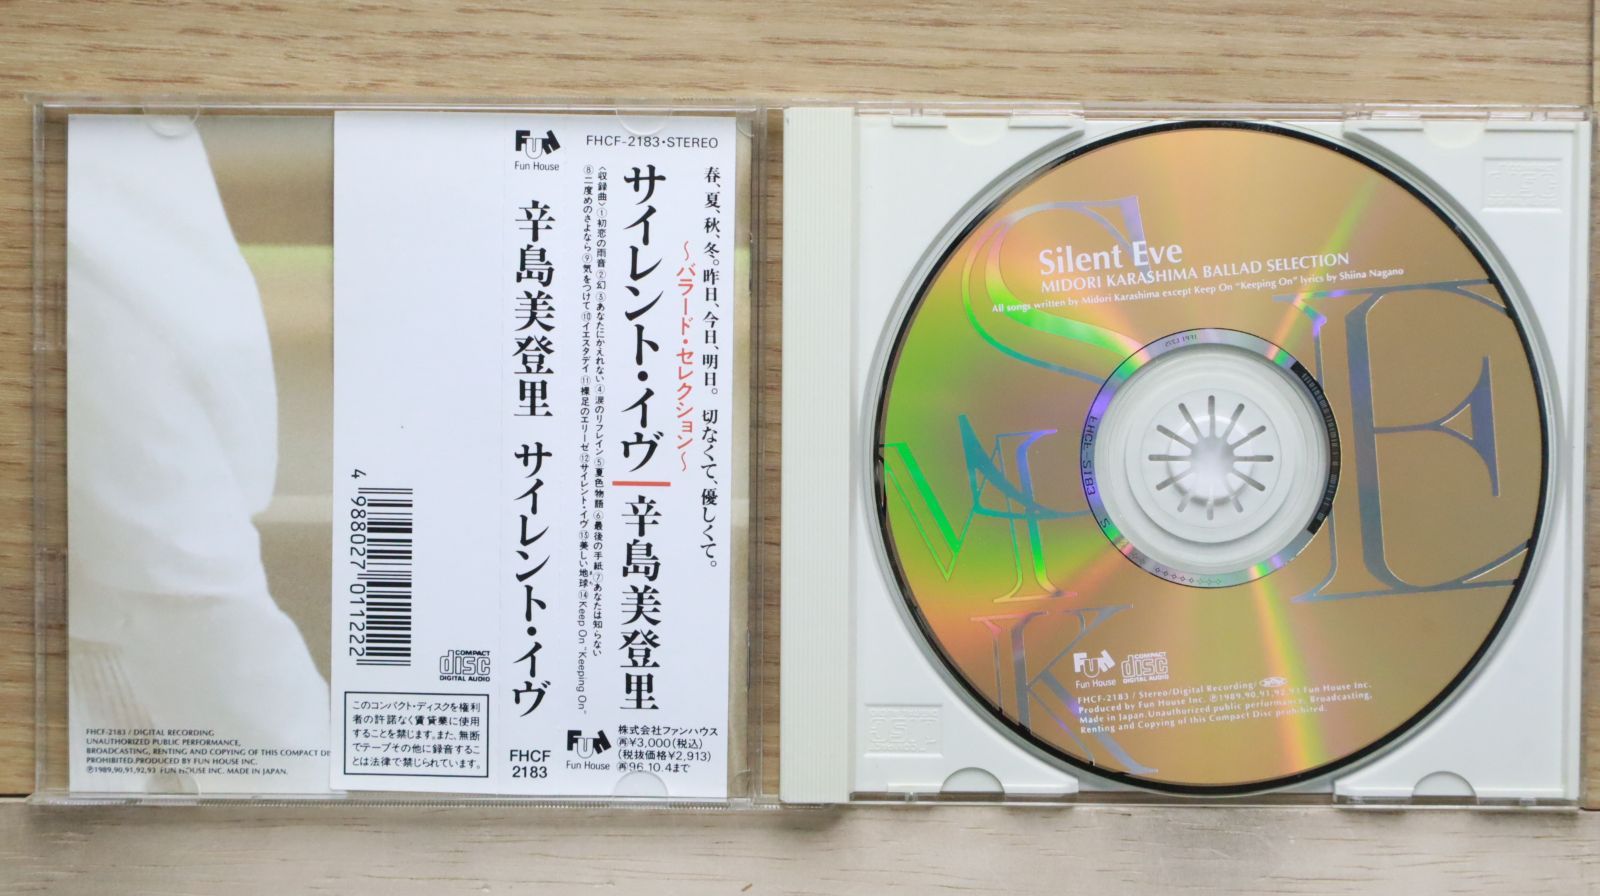 FHCF-2183 / DIGITAL RECORDING
UNAUTHORIZED PUBLIC PERFORMANCE,
BROADCASTING, RENTING AND COPYING OF THIS COMPACT DI
PROHIBITED.PRODUCED BY FUN HOUSE INC.
Ⓟ1989,90,91,92,93 FUN HOUSE INC. MADE IN JAPAN.
4 988027 011222
COMPACT
disc
DIGITAL AUDIO
このコンパクト・ディスクを権利
者の許諾なく賃貸業に使用
することを禁じます。また、無断
でテープその他に録音するこ
とは法律で禁じられています。
Fun
Fun House
辛島美登里 サイレント・イヴ
FHCF
2183
FHCF-2183・STEREO
春、夏、秋、冬。昨日、今日、明日。切なくて、優しくて。
〜バラード・セレクション〜
サイレント・イヴ 辛島美登里
〈収録曲〉①初恋の雨音②幻③あなたにかえれない④涙のリフレイン⑤夏色物語⑥最後の手紙⑦あなたは知らない
⑧二度めのさよなら⑨気をつけて⑩イエスタデイ⑪裸足のエリーゼ⑫サイレント・イヴ⑬美しい地球⑭Keep On "Keeping On"
Fun
Fun House
株式会社ファンハウス
再¥3,000(税込)
(税抜価格¥2,913)
再96.10.4まで
Silent Eve
MIDORI KARASHIMA BALLAD SELECTION
All songs written by Midori Karashima except Keep On "Keeping On" lyrics by Shiina Nagano
S
E
M
K
FHCF-2183
Fun
Fun House
COMPACT
disc
DIGITAL AUDIO
FHCF-2183 / Stereo/Digital Recording/
Produced by Fun House Inc. Ⓟ1989,90,91,92,93 Fun House Inc.
Made in Japan.Unauthorized public performance, Broadcasting,
Renting and Copying of this Compact Disc prohibited.